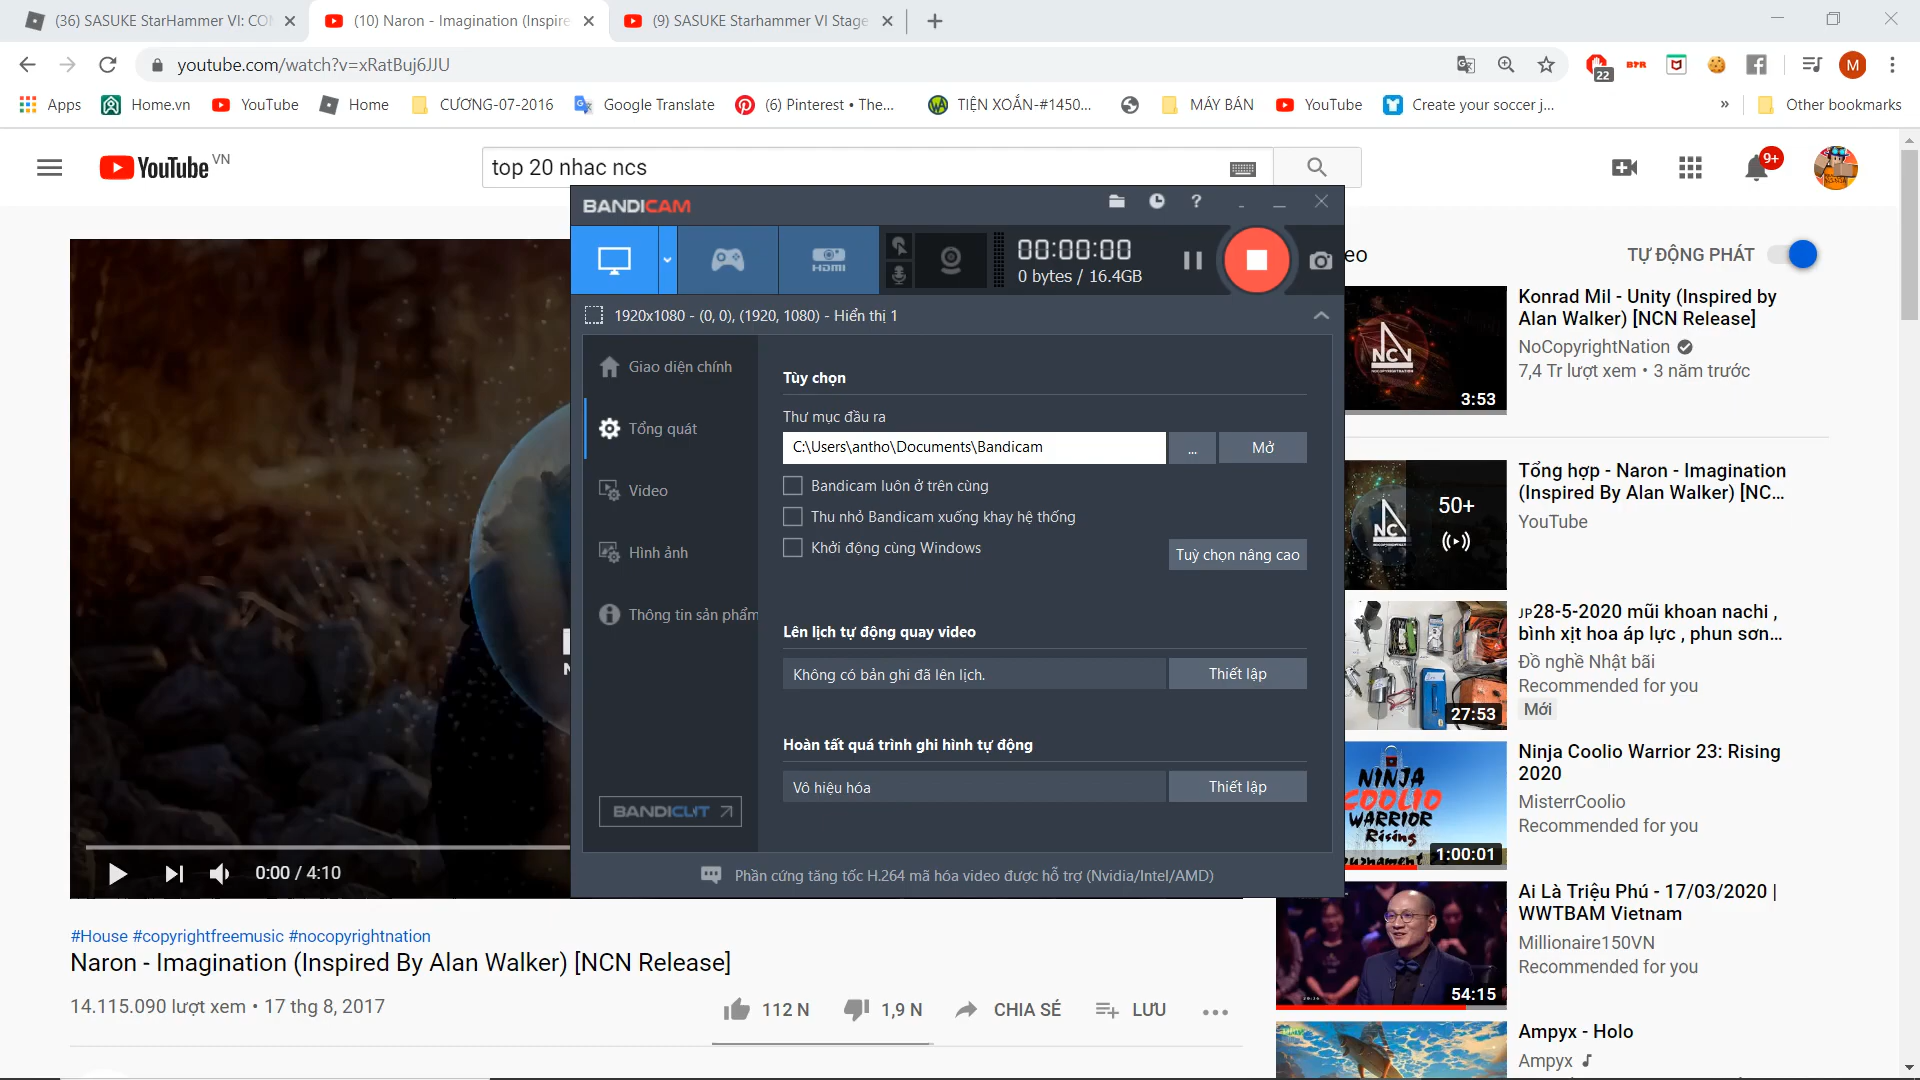 (36) SASUKE StarHammer VI: CO
(10) Naron - Imagination (Inspire
(9) SASUKE Starhammer VI Stage
youtube.com/watch?v=xRatBuj6JJU
22
BTR
M
Apps
Home.vn
YouTube
Home
CƯƠNG-07-2016
Google Translate
(6) Pinterest • The...
TIỆN XOẮN-#1450...
MÁY BÁN
YouTube
Create your soccer j...
»
Other bookmarks
YouTube VN
top 20 nhac ncs
9+
BANDICAM
?
HDMI
00:00:00
0 bytes / 16.4GB
1920x1080 - (0, 0), (1920, 1080) - Hiển thị 1
Giao diện chính
Tổng quát
Video
Hình ảnh
Thông tin sản phẩm
BANDICUT
Tùy chọn
Thư mục đầu ra
C:\Users\antho\Documents\Bandicam
...
Mở
Bandicam luôn ở trên cùng
Thu nhỏ Bandicam xuống khay hệ thống
Khởi động cùng Windows
Tuỳ chọn nâng cao
Lên lịch tự động quay video
Không có bản ghi đã lên lịch.
Thiết lập
Hoàn tất quá trình ghi hình tự động
Vô hiệu hóa
Thiết lập
Phần cứng tăng tốc H.264 mã hóa video được hỗ trợ (Nvidia/Intel/AMD)
0:00 / 4:10
#House #copyrightfreemusic #nocopyrightnation
Naron - Imagination (Inspired By Alan Walker) [NCN Release]
14.115.090 lượt xem • 17 thg 8, 2017
112 N
1,9 N
CHIA SẺ
LƯU
eo
TỰ ĐỘNG PHÁT
NCN
3:53
Konrad Mil - Unity (Inspired by
Alan Walker) [NCN Release]
NoCopyrightNation
7,4 Tr lượt xem • 3 năm trước
50+
Tổng hợp - Naron - Imagination
(Inspired By Alan Walker) [NC...
YouTube
27:53
JP28-5-2020 mũi khoan nachi ,
bình xịt hoa áp lực , phun sơn...
Đồ nghề Nhật bãi
Recommended for you
Mới
NINJA
COOLIO
WARRIOR
Rising
1:00:01
Ninja Coolio Warrior 23: Rising
2020
MisterrCoolio
Recommended for you
54:15
Ai Là Triệu Phú - 17/03/2020 |
WWTBAM Vietnam
Millionaire150VN
Recommended for you
Ampyx - Holo
Ampyx